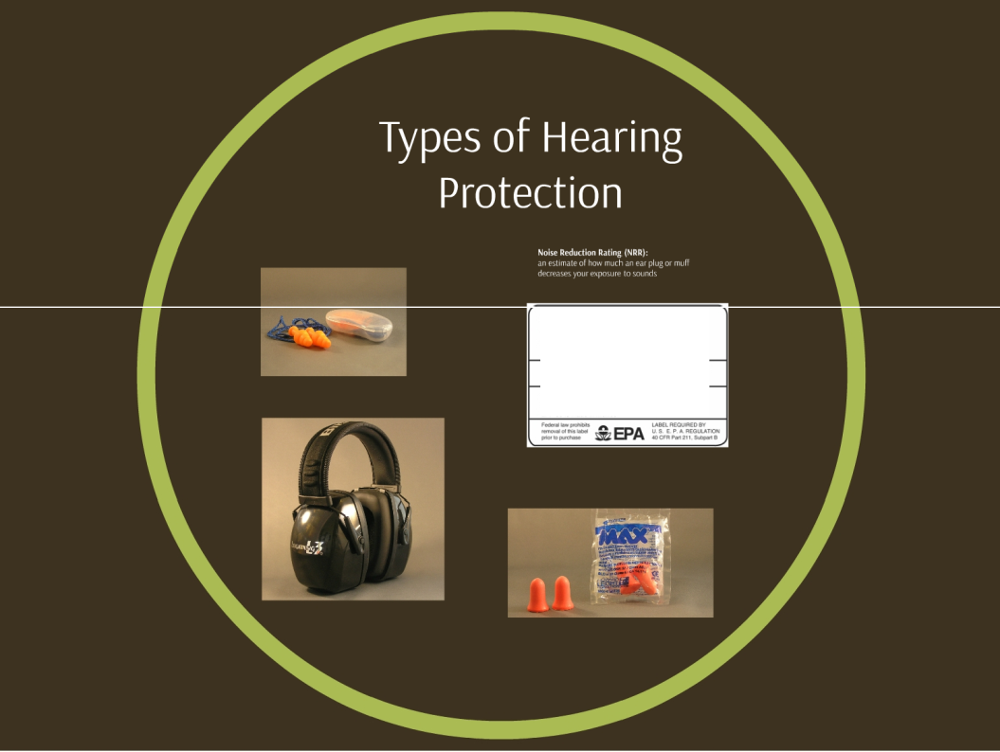 Types of Hearing
Protection
Noise Reduction Rating (NRR):
an estimate of how much an ear plug or muff
decreases your exposure to sounds
Federal law prohibits
removal of this label
prior to purchase
EPA
LABEL REQUIRED BY
U. S. E. P. A. REGULATION
40 CFR Part 211, Subpart B
L3
MAX